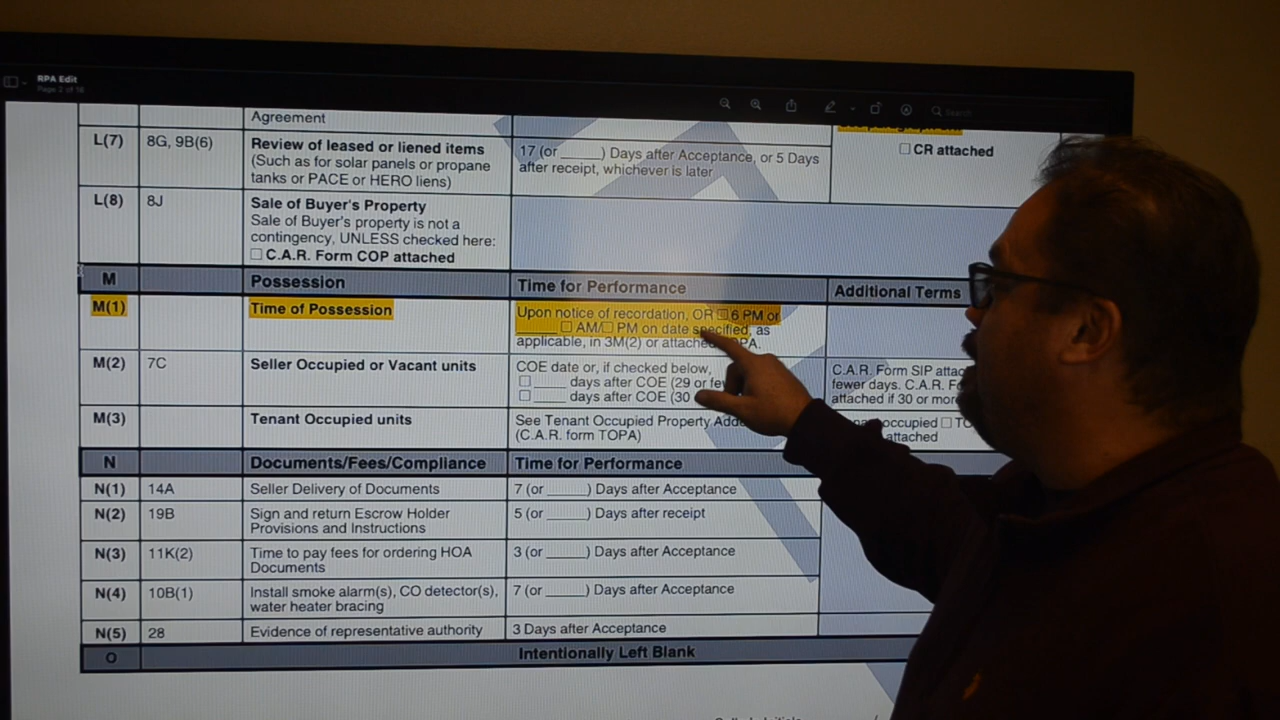 RPA Edit
Page 2 of 16
Search
Agreement
L(7) 8G, 9B(6) Review of leased or liened items
(Such as for solar panels or propane
tanks or PACE or HERO liens)
17 (or ______) Days after Acceptance, or 5 Days
after receipt, whichever is later
☐ CR attached
L(8) 8J Sale of Buyer's Property
Sale of Buyer's property is not a
contingency, UNLESS checked here:
☐ C.A.R. Form COP attached
M Possession Time for Performance Additional Terms
M(1) Time of Possession
Upon notice of recordation, OR ☐ 6 PM or
______ ☐ AM/☐ PM on date specified, as
applicable, in 3M(2) or attached
M(2) 7C Seller Occupied or Vacant units
COE date or, if checked below,
☐ _____ days after COE (29 or
☐ _____ days after COE (30
C.A.R. Form SIP
fewer days. C.A.R.
attached if 30 or
M(3) Tenant Occupied units
See Tenant Occupied Property
(C.A.R. form TOPA)
occupied ☐
attached
N Documents/Fees/Compliance Time for Performance
N(1) 14A Seller Delivery of Documents 7 (or ______) Days after Acceptance
N(2) 19B Sign and return Escrow Holder
Provisions and Instructions
5 (or ______) Days after receipt
N(3) 11K(2) Time to pay fees for ordering HOA
Documents
3 (or ______) Days after Acceptance
N(4) 10B(1) Install smoke alarm(s), CO detector(s),
water heater bracing
7 (or ______) Days after Acceptance
N(5) 28 Evidence of representative authority 3 Days after Acceptance
O Intentionally Left Blank